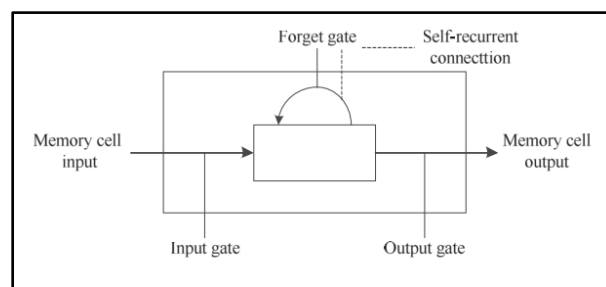 Forget gate
Self-recurrent
connecttion
Memory cell
input
Memory cell
output
Input gate
Output gate